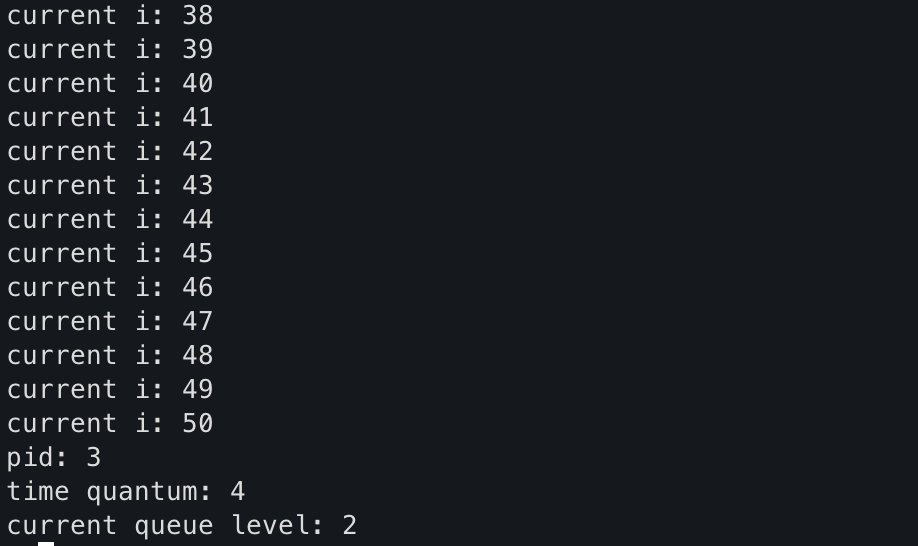 current i: 38
current i: 39
current i: 40
current i: 41
current i: 42
current i: 43
current i: 44
current i: 45
current i: 46
current i: 47
current i: 48
current i: 49
current i: 50
pid: 3
time quantum: 4
current queue level: 2